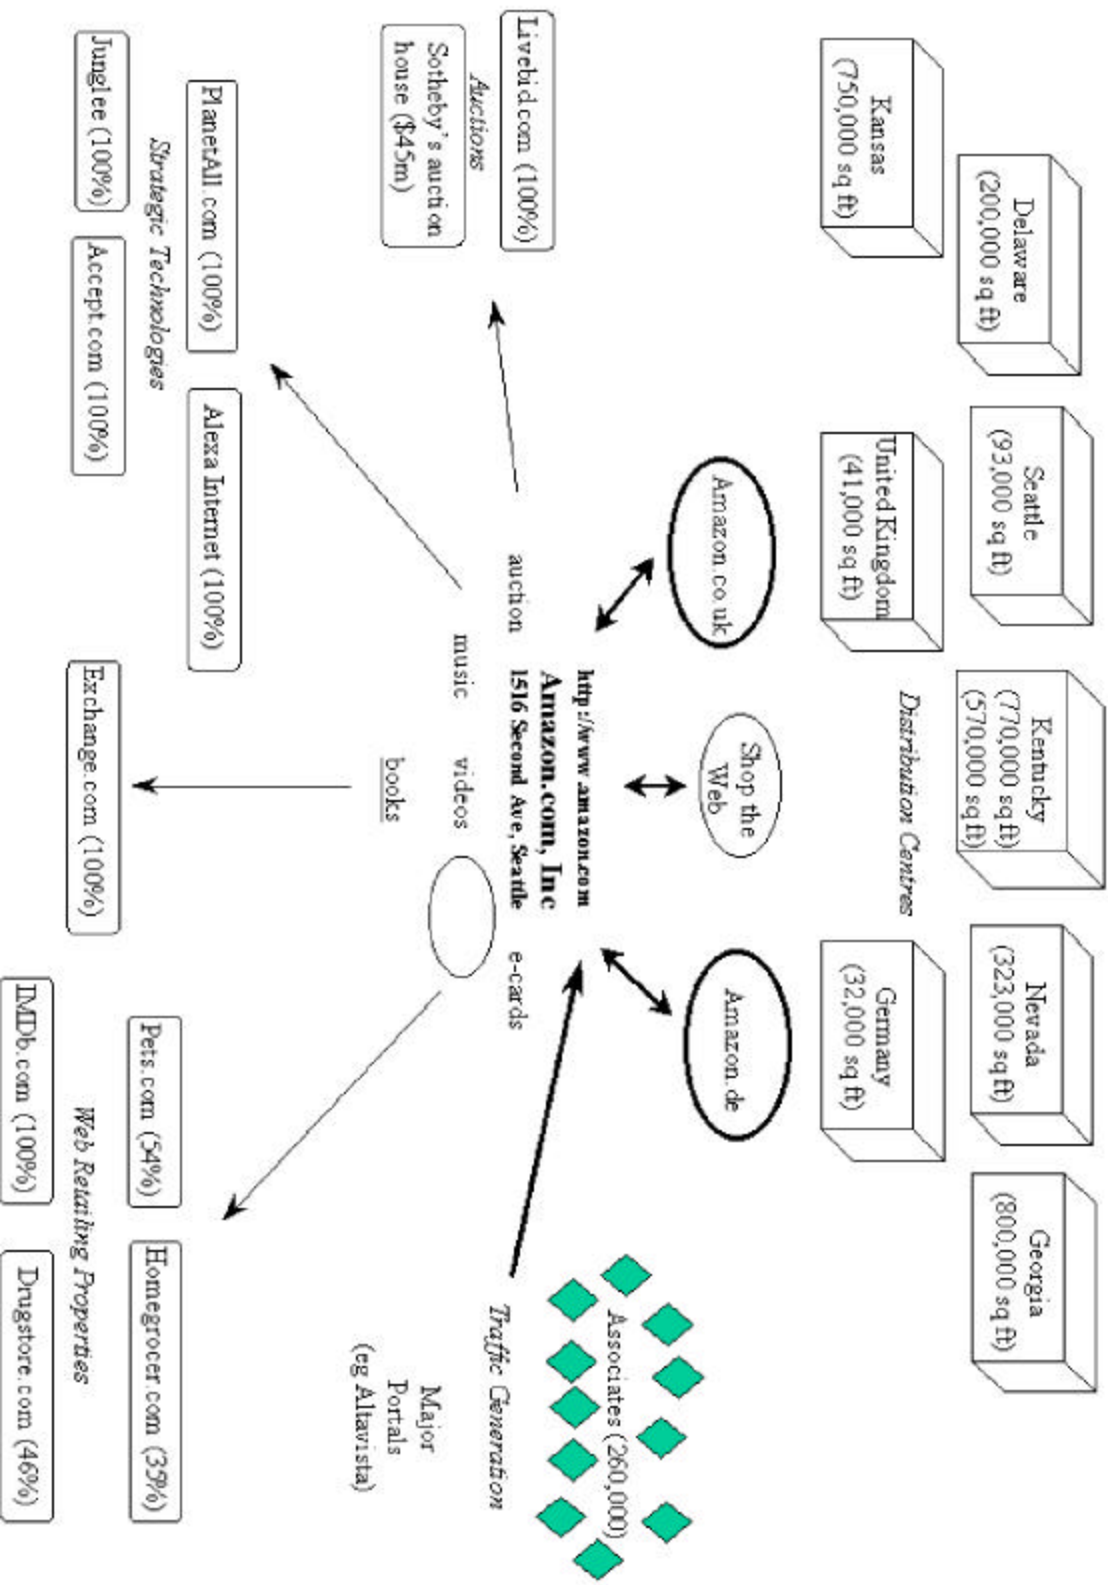 Delaware
(200,000 sq ft)
Seattle
(93,000 sq ft)
Kentucky
(770,000 sq ft)
(570,000 sq ft)
Nevada
(323,000 sq ft)
Georgia
(800,000 sq ft)
Kansas
(750,000 sq ft)
United Kingdom
(41,000 sq ft)
Distribution Centres
Germany
(32,000 sq ft)
Amazon.co.uk
Shop the
Web
Amazon.de
Associates (260,000)
Traffic Generation
Major
Portals
(eg Altavista)
http://www.amazon.com
Amazon.com, Inc
1516 Second Ave, Seattle
auction
e-cards
music
videos
books
Livebid.com (100%)
Auctions
Sotheby's auction
house ($45m)
PlanetAll.com (100%)
Alexa Internet (100%)
Strategic Technologies
Junglee (100%)
Accept.com (100%)
Exchange.com (100%)
Pets.com (54%)
Homegrocer.com (35%)
Web Retailing Properties
IMDb.com (100%)
Drugstore.com (46%)